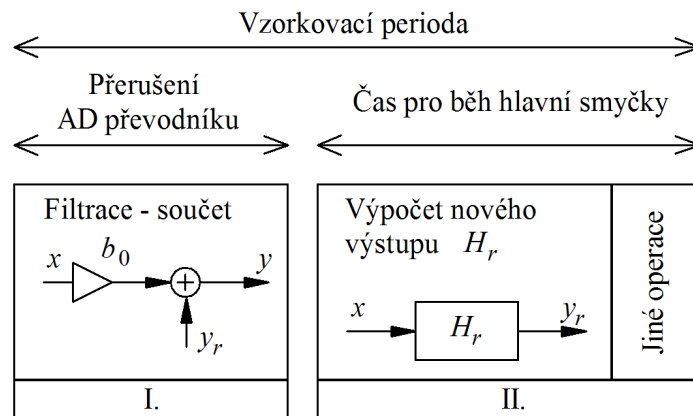 Vzorkovací perioda
Přerušení
AD převodníku
Čas pro běh hlavní smyčky
Filtrace - součet
x
b0
y
yr
I.
Výpočet nového
výstupu Hr
x
Hr
yr
Jiné operace
II.